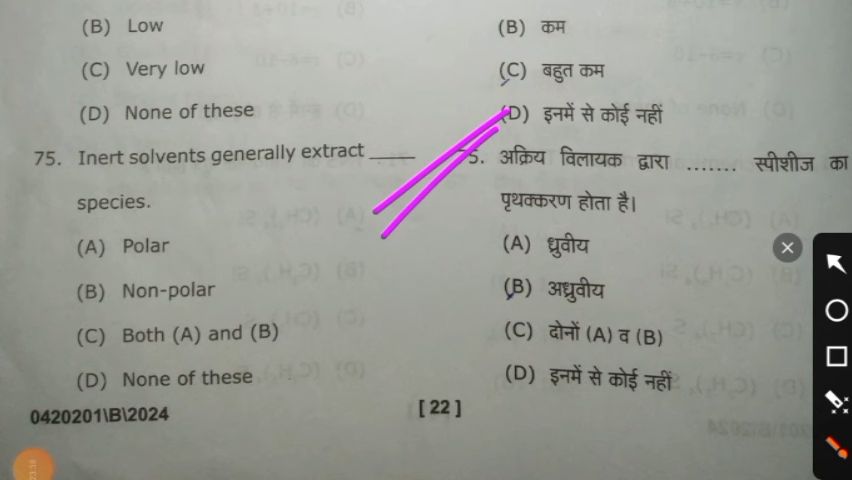 (B) Low
(C) Very low
(D) None of these
75. Inert solvents generally extract ____
species.
(A) Polar
(B) Non-polar
(C) Both (A) and (B)
(D) None of these
(B) कम
(C) बहुत कम
(D) इनमें से कोई नहीं
75. अक्रिय विलायक द्वारा ....... स्पीशीज का
पृथक्करण होता है।
(A) ध्रुवीय
(B) अध्रुवीय
(C) दोनों (A) व (B)
(D) इनमें से कोई नहीं
0420201\B\2024
[ 22 ]